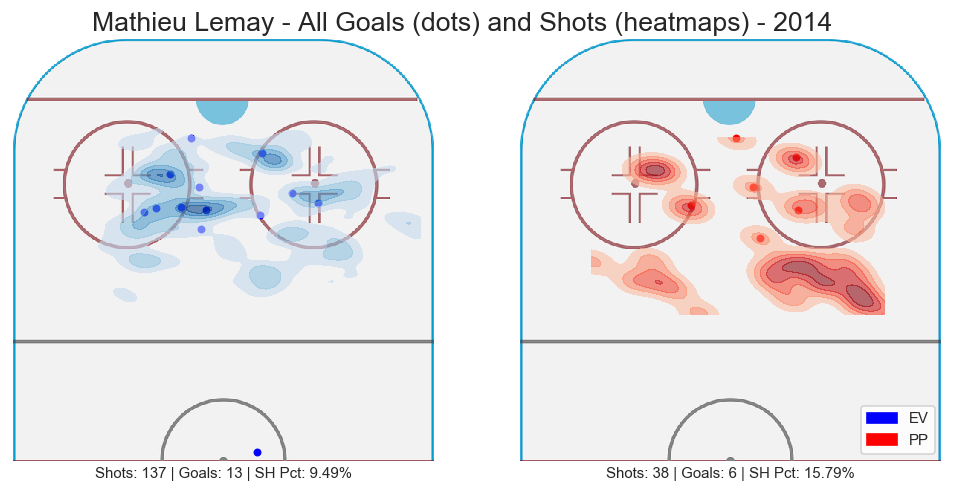 Mathieu Lemay - All Goals (dots) and Shots (heatmaps) - 2014
EV
PP
Shots: 137 | Goals: 13 | SH Pct: 9.49%
Shots: 38 | Goals: 6 | SH Pct: 15.79%